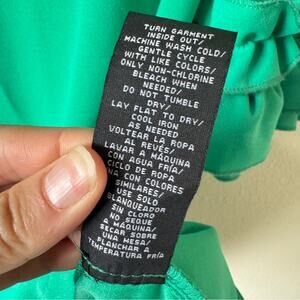 TURN GARMENT
INSIDE OUT/
MACHINE WASH COLD/
GENTLE CYCLE
WITH LIKE COLORS/
ONLY NON-CHLORINE
BLEACH WHEN
NEEDED/
DO NOT TUMBLE
DRY/
LAY FLAT TO DRY/
COOL IRON
AS NEEDED
VOLTEAR LA ROPA
AL REVÉS/
LAVAR A MÁQUINA
CON AGUA FRÍA/
CICLO DE ROPA
NA CON COLORES
SIMILARES/
USE SOLO
BLANQUEADOR
SIN CLORO
NO SEQUE
A MÁQUINA/
SECAR SOBRE
UNA MESA/
PLANCHAR A
TEMPERATURA FRÍA